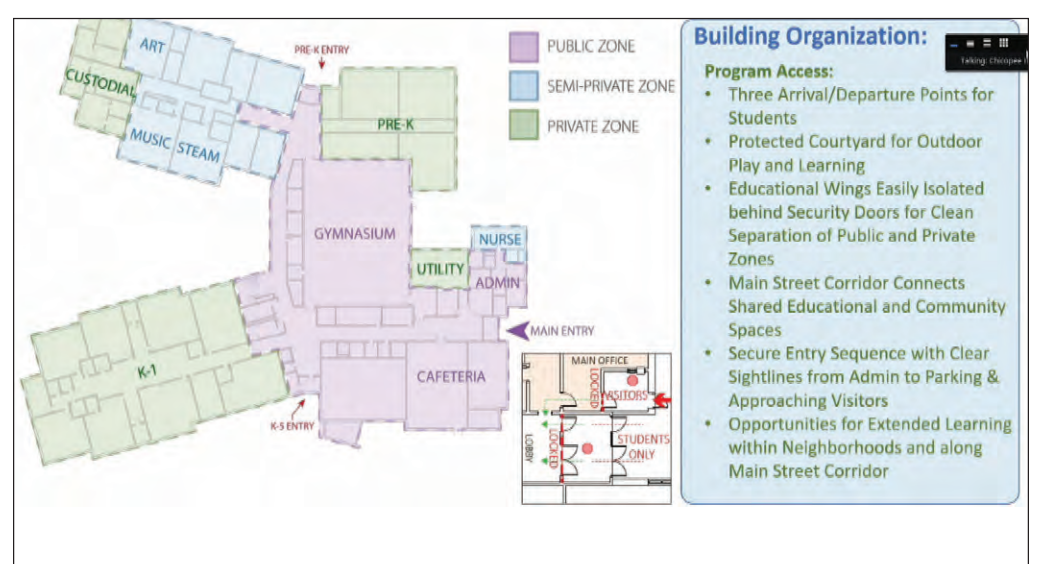 ART
PRE-K ENTRY
CUSTODIAL
MUSIC
STEAM
PRE-K
GYMNASIUM
NURSE
UTILITY
ADMIN
MAIN ENTRY
K-1
CAFETERIA
K-5 ENTRY
PUBLIC ZONE
SEMI-PRIVATE ZONE
PRIVATE ZONE
MAIN OFFICE
LOCKED
VISITORS
LOBBY
LOCKED
STUDENTS
ONLY
Building Organization:
Talking: Chicopee
Program Access:
• Three Arrival/Departure Points for
Students
• Protected Courtyard for Outdoor
Play and Learning
• Educational Wings Easily Isolated
behind Security Doors for Clean
Separation of Public and Private
Zones
• Main Street Corridor Connects
Shared Educational and Community
Spaces
• Secure Entry Sequence with Clear
Sightlines from Admin to Parking &
Approaching Visitors
• Opportunities for Extended Learning
within Neighborhoods and along
Main Street Corridor